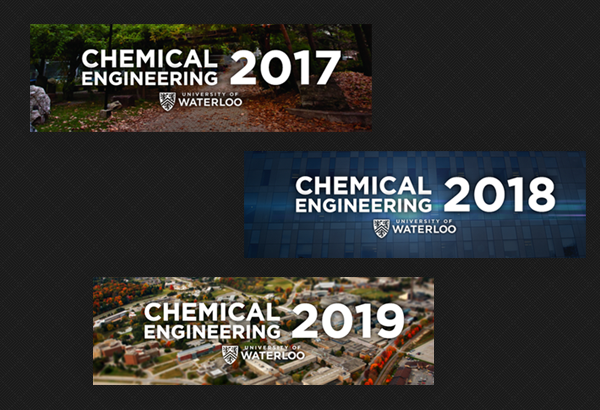 CHEMICAL
ENGINEERING 2017
UNIVERSITY OF
WATERLOO
CHEMICAL
ENGINEERING 2018
UNIVERSITY OF
WATERLOO
CHEMICAL
ENGINEERING 2019
UNIVERSITY OF
WATERLOO